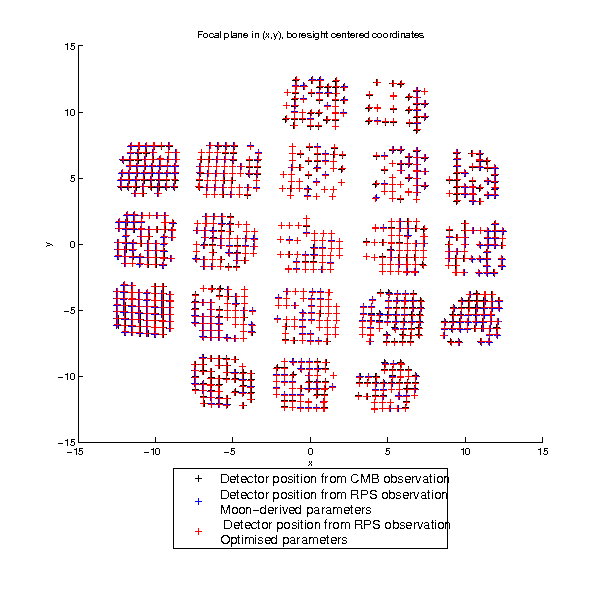 Focal plane in (x,y), boresight centered coordinates.
15
10
5
0
−5
−10
−15
y
−15 −10 −5 0 5 10 15
x
Detector position from CMB observation
Detector position from RPS observation
Moon−derived parameters
Detector position from RPS observation
Optimised parameters